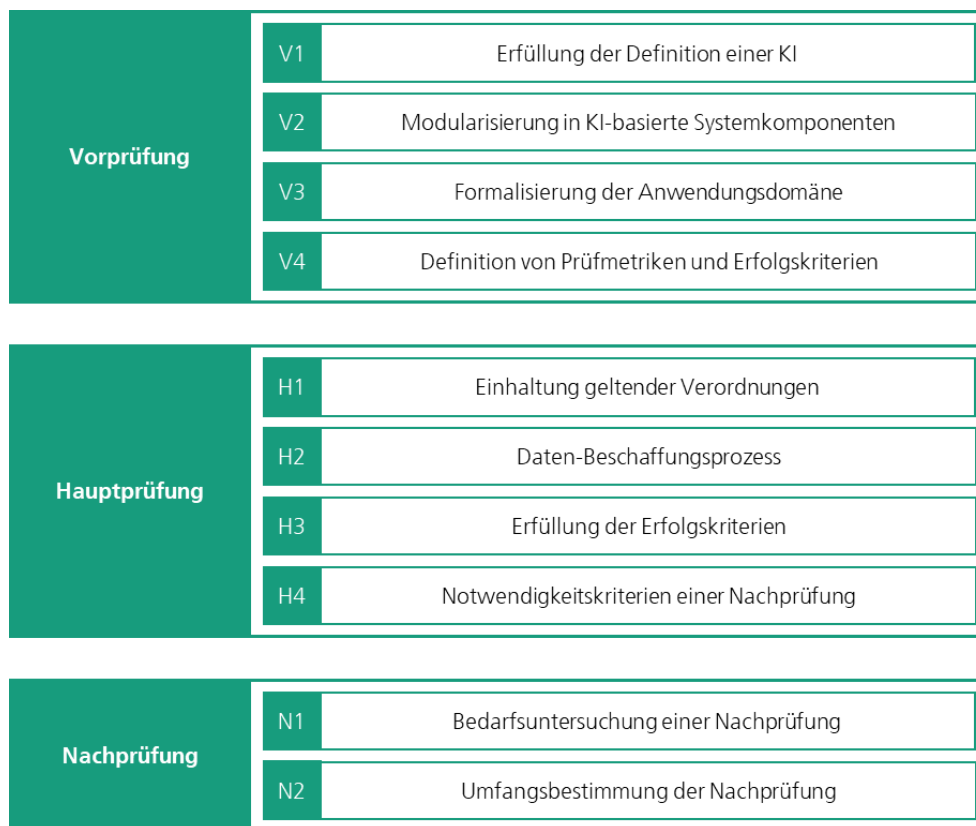 Vorprüfung
V1 Erfüllung der Definition einer KI
V2 Modularisierung in KI-basierte Systemkomponenten
V3 Formalisierung der Anwendungsdomäne
V4 Definition von Prüfmetriken und Erfolgskriterien
Hauptprüfung
H1 Einhaltung geltender Verordnungen
H2 Daten-Beschaffungsprozess
H3 Erfüllung der Erfolgskriterien
H4 Notwendigkeitskriterien einer Nachprüfung
Nachprüfung
N1 Bedarfsuntersuchung einer Nachprüfung
N2 Umfangsbestimmung der Nachprüfung